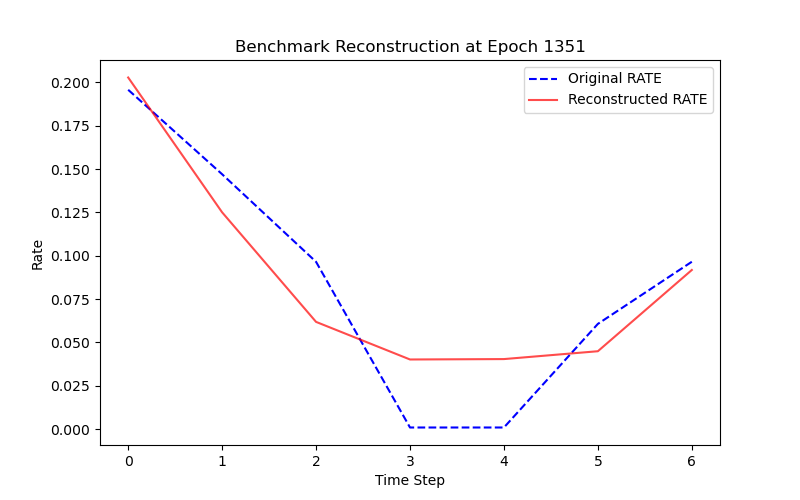 Benchmark Reconstruction at Epoch 1351
Original RATE
Reconstructed RATE
0.200
0.175
0.150
0.125
0.100
0.075
0.050
0.025
0.000
Rate
0 1 2 3 4 5 6
Time Step